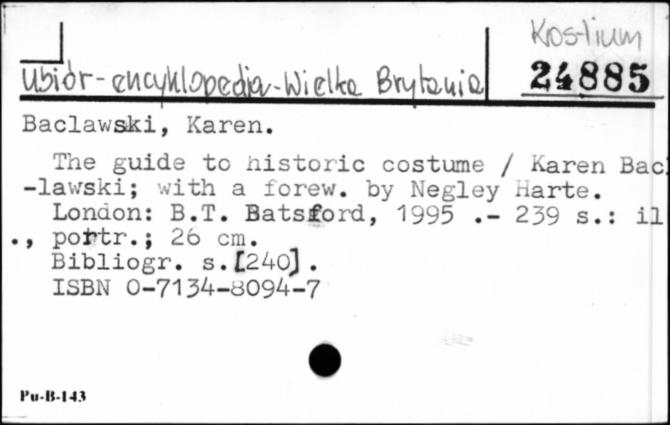 Kostium
24885
Ubiór - encyklopedia - Wielka Brytania
Baclawski, Karen.
The guide to historic costume / Karen Bac
-lawski; with a forew. by Negley Harte.
London: B.T. Batsford, 1995 .- 239 s.: il
., portr.; 26 cm.
Bibliogr. s.[240].
ISBN 0-7134-8094-7
Pu-B-143